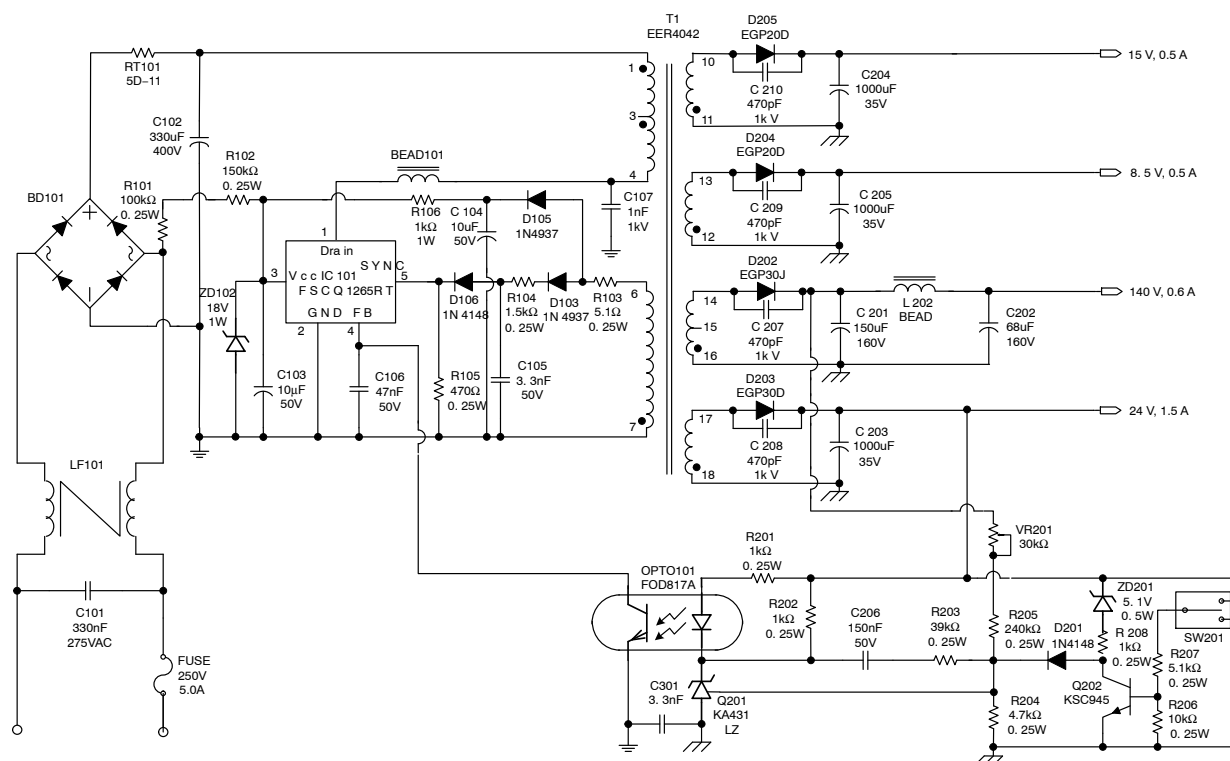 T1
EER4042
D205
EGP20D
RT101
5D-11
1
10
C 210
470pF
1k V
C204
1000uF
35V
15 V, 0.5 A
3
11
C102
330uF
400V
D204
EGP20D
R102
150kΩ
0. 25W
BEAD101
4
13
C 209
470pF
1k V
C 205
1000uF
35V
8. 5 V, 0.5 A
BD101
R101
100kΩ
0. 25W
R106
1kΩ
1W
C 104
10uF
50V
D105
1N4937
C107
1nF
1kV
12
1
Dra in
D202
EGP30J
3
V c c IC 101
S Y N C
F S C Q 1265R T
G N D F B
5
2
4
ZD102
18V
1W
D106
1N 4148
R104
1.5kΩ
0. 25W
D103
1N 4937
R103
5.1Ω
0. 25W
6
14
15
16
C 207
470pF
1k V
C 201
150uF
160V
L 202
BEAD
C202
68uF
160V
140 V, 0.6 A
C103
10µF
50V
C106
47nF
50V
R105
470Ω
0. 25W
C105
3. 3nF
50V
7
D203
EGP30D
17
C 208
470pF
1k V
C 203
1000uF
35V
24 V, 1.5 A
18
LF101
C101
330nF
275VAC
FUSE
250V
5.0A
VR201
30kΩ
OPTO101
FOD817A
R201
1kΩ
0. 25W
R202
1kΩ
0. 25W
C206
150nF
50V
R203
39kΩ
0. 25W
R205
240kΩ
0. 25W
D201
1N4148
ZD201
5. 1V
0. 5W
R 208
1kΩ
0. 25W
SW201
R207
5.1kΩ
0. 25W
C301
3. 3nF
Q201
KA431
LZ
R204
4.7kΩ
0. 25W
Q202
KSC945
R206
10kΩ
0. 25W